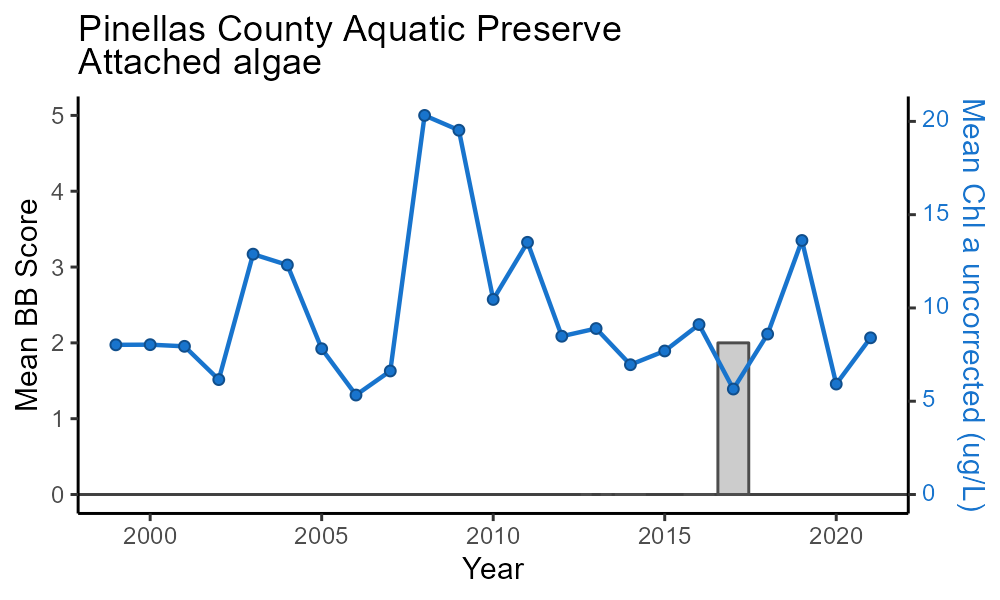 Pinellas County Aquatic Preserve
Attached algae
5
4
3
2
1
0
Mean BB Score
20
15
10
5
0
Mean Chl a uncorrected (ug/L)
2000 2005 2010 2015 2020
Year